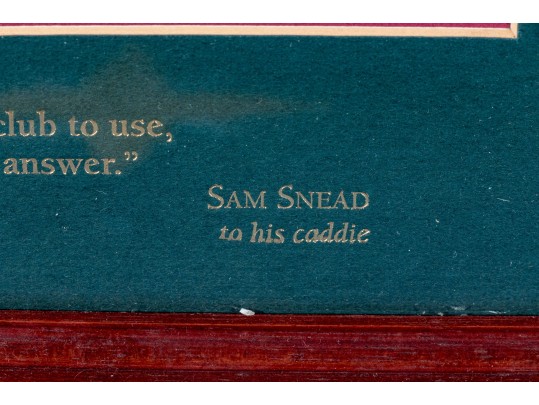 club to use,
answer.”
SAM SNEAD
to his caddie